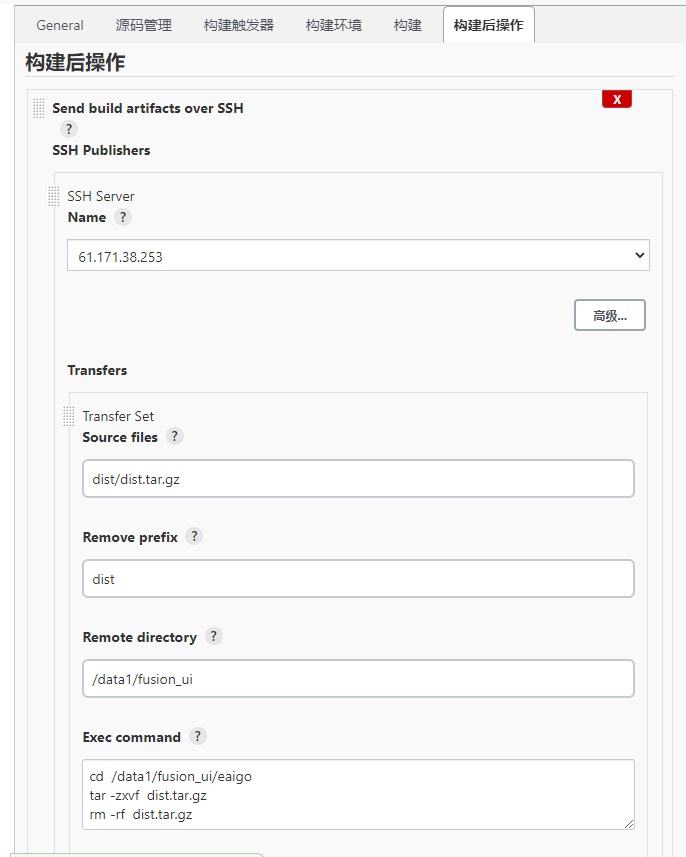 General 源码管理 构建触发器 构建环境 构建 构建后操作
构建后操作
Send build artifacts over SSH
X
?
SSH Publishers
SSH Server
Name ?
61.171.38.253
高级...
Transfers
Transfer Set
Source files ?
dist/dist.tar.gz
Remove prefix ?
dist
Remote directory ?
/data1/fusion_ui
Exec command ?
cd  /data1/fusion_ui/eaigo
tar -zxvf  dist.tar.gz
rm -rf  dist.tar.gz